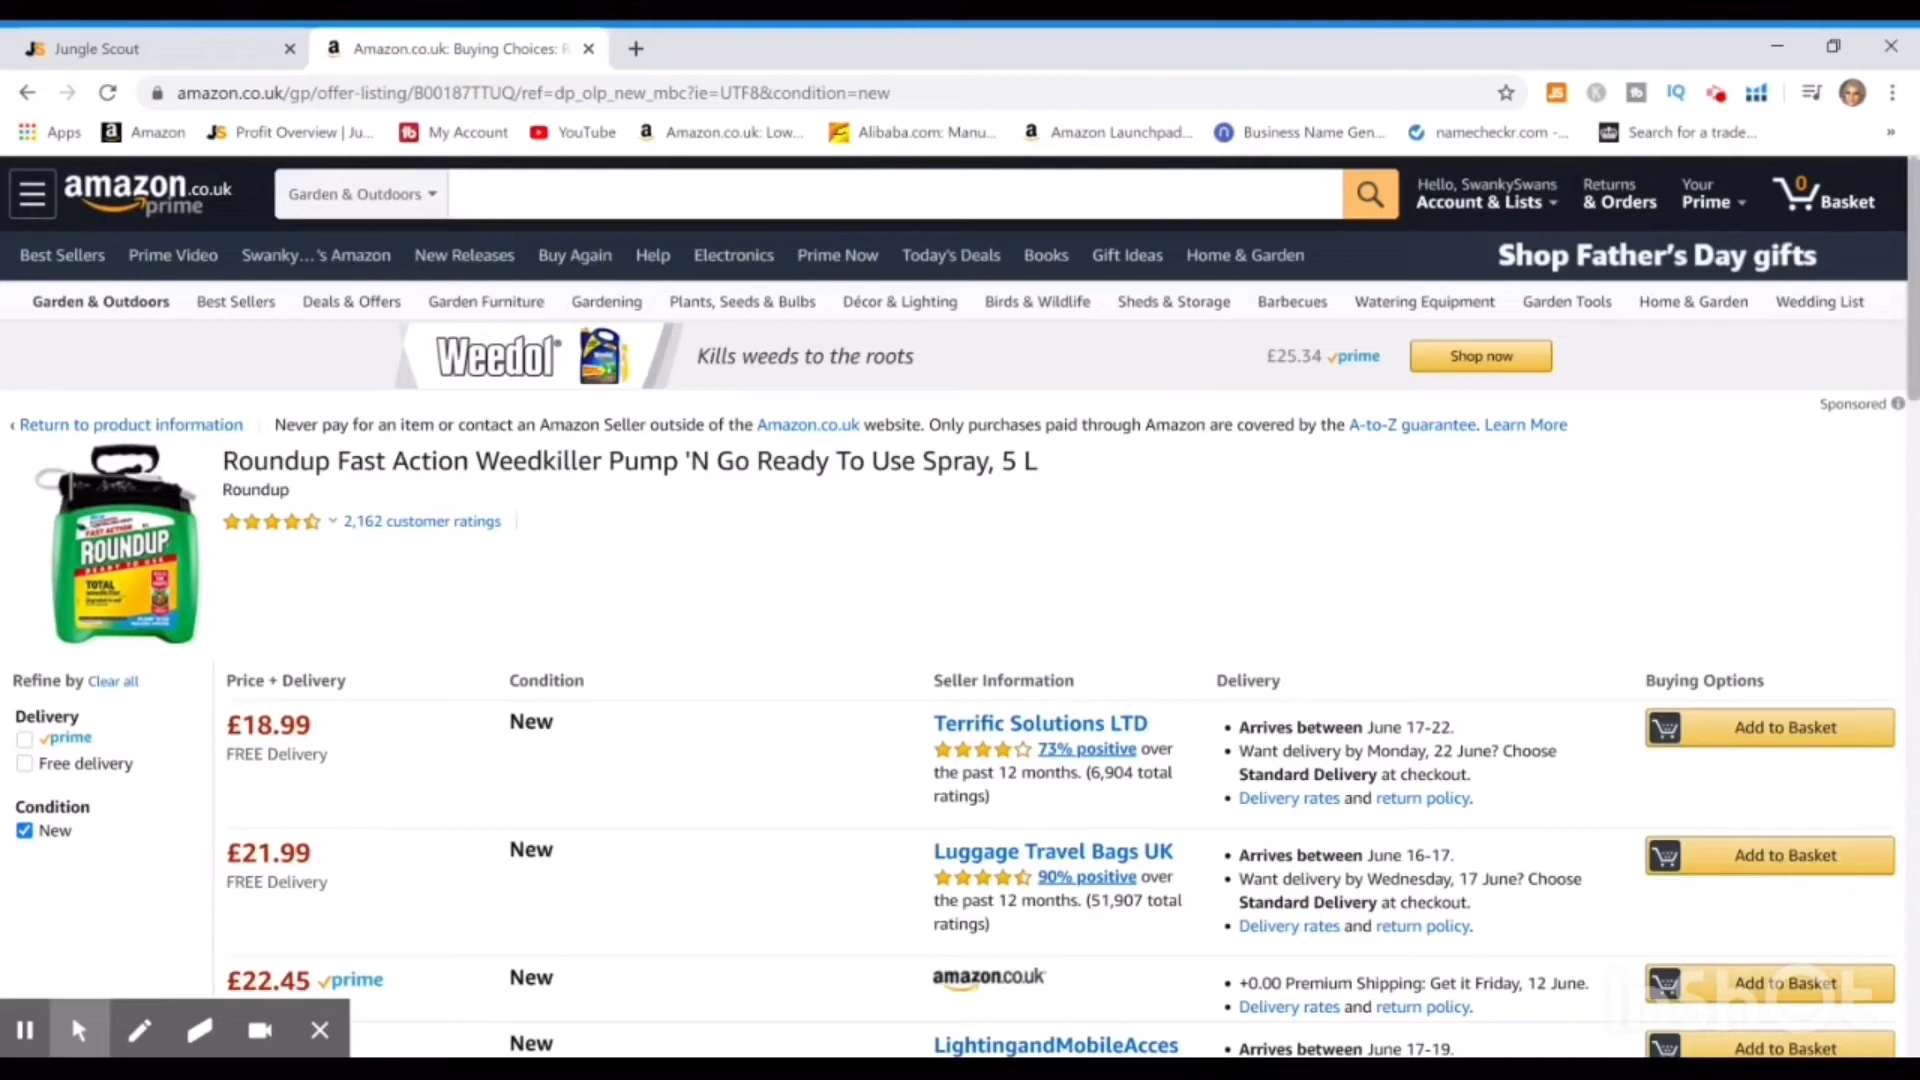 Jungle Scout
Amazon.co.uk: Buying Choices: R
amazon.co.uk/gp/offer-listing/B00187TTUQ/ref=dp_olp_new_mbc?ie=UTF8&condition=new
Apps Amazon Profit Overview | Ju... My Account YouTube Amazon.co.uk: Low... Alibaba.com: Manu... Amazon Launchpad... Business Name Gen... namecheckr.com -... Search for a trade... »
amazon.co.uk
prime
Garden & Outdoors
Hello, SwankySwans
Account & Lists
Returns
& Orders
Your
Prime
0
Basket
Best Sellers Prime Video Swanky...'s Amazon New Releases Buy Again Help Electronics Prime Now Today's Deals Books Gift Ideas Home & Garden
Shop Father's Day gifts
Garden & Outdoors Best Sellers Deals & Offers Garden Furniture Gardening Plants, Seeds & Bulbs Décor & Lighting Birds & Wildlife Sheds & Storage Barbecues Watering Equipment Garden Tools Home & Garden Wedding List
Weedol® Kills weeds to the roots £25.34 prime Shop now
Sponsored
‹ Return to product information
Never pay for an item or contact an Amazon Seller outside of the Amazon.co.uk website. Only purchases paid through Amazon are covered by the A-to-Z guarantee. Learn More
Roundup Fast Action Weedkiller Pump 'N Go Ready To Use Spray, 5 L
Roundup
2,162 customer ratings
FAST ACTION
ROUNDUP
READY TO USE
TOTAL
Refine by Clear all
Delivery
prime
Free delivery
Condition
New
Price + Delivery Condition Seller Information Delivery Buying Options
£18.99
FREE Delivery
New
Terrific Solutions LTD
73% positive over
the past 12 months. (6,904 total
ratings)
• Arrives between June 17-22.
• Want delivery by Monday, 22 June? Choose
Standard Delivery at checkout.
• Delivery rates and return policy.
Add to Basket
£21.99
FREE Delivery
New
Luggage Travel Bags UK
90% positive over
the past 12 months. (51,907 total
ratings)
• Arrives between June 16-17.
• Want delivery by Wednesday, 17 June? Choose
Standard Delivery at checkout.
• Delivery rates and return policy.
Add to Basket
£22.45 prime
New
amazon.co.uk
• +0.00 Premium Shipping: Get it Friday, 12 June.
• Delivery rates and return policy.
Add to Basket
New
LightingandMobileAcces
• Arrives between June 17-19.
Add to Basket
InShOt